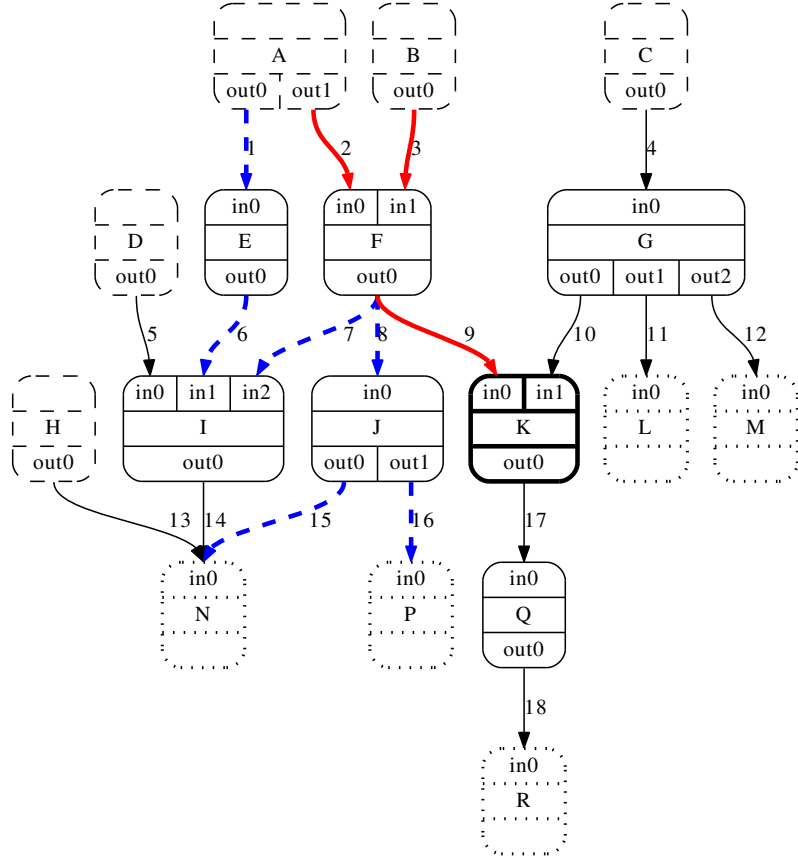 A
out0 out1
B
out0
C
out0
1
2
3
4
D
out0
in0
E
out0
in0 in1
F
out0
in0
G
out0 out1 out2
5
6
7
8
9
10
11
12
H
out0
in0 in1 in2
I
out0
in0
J
out0 out1
in0 in1
K
out0
in0
L
in0
M
13
14
15
16
17
in0
N
in0
P
in0
Q
out0
18
in0
R